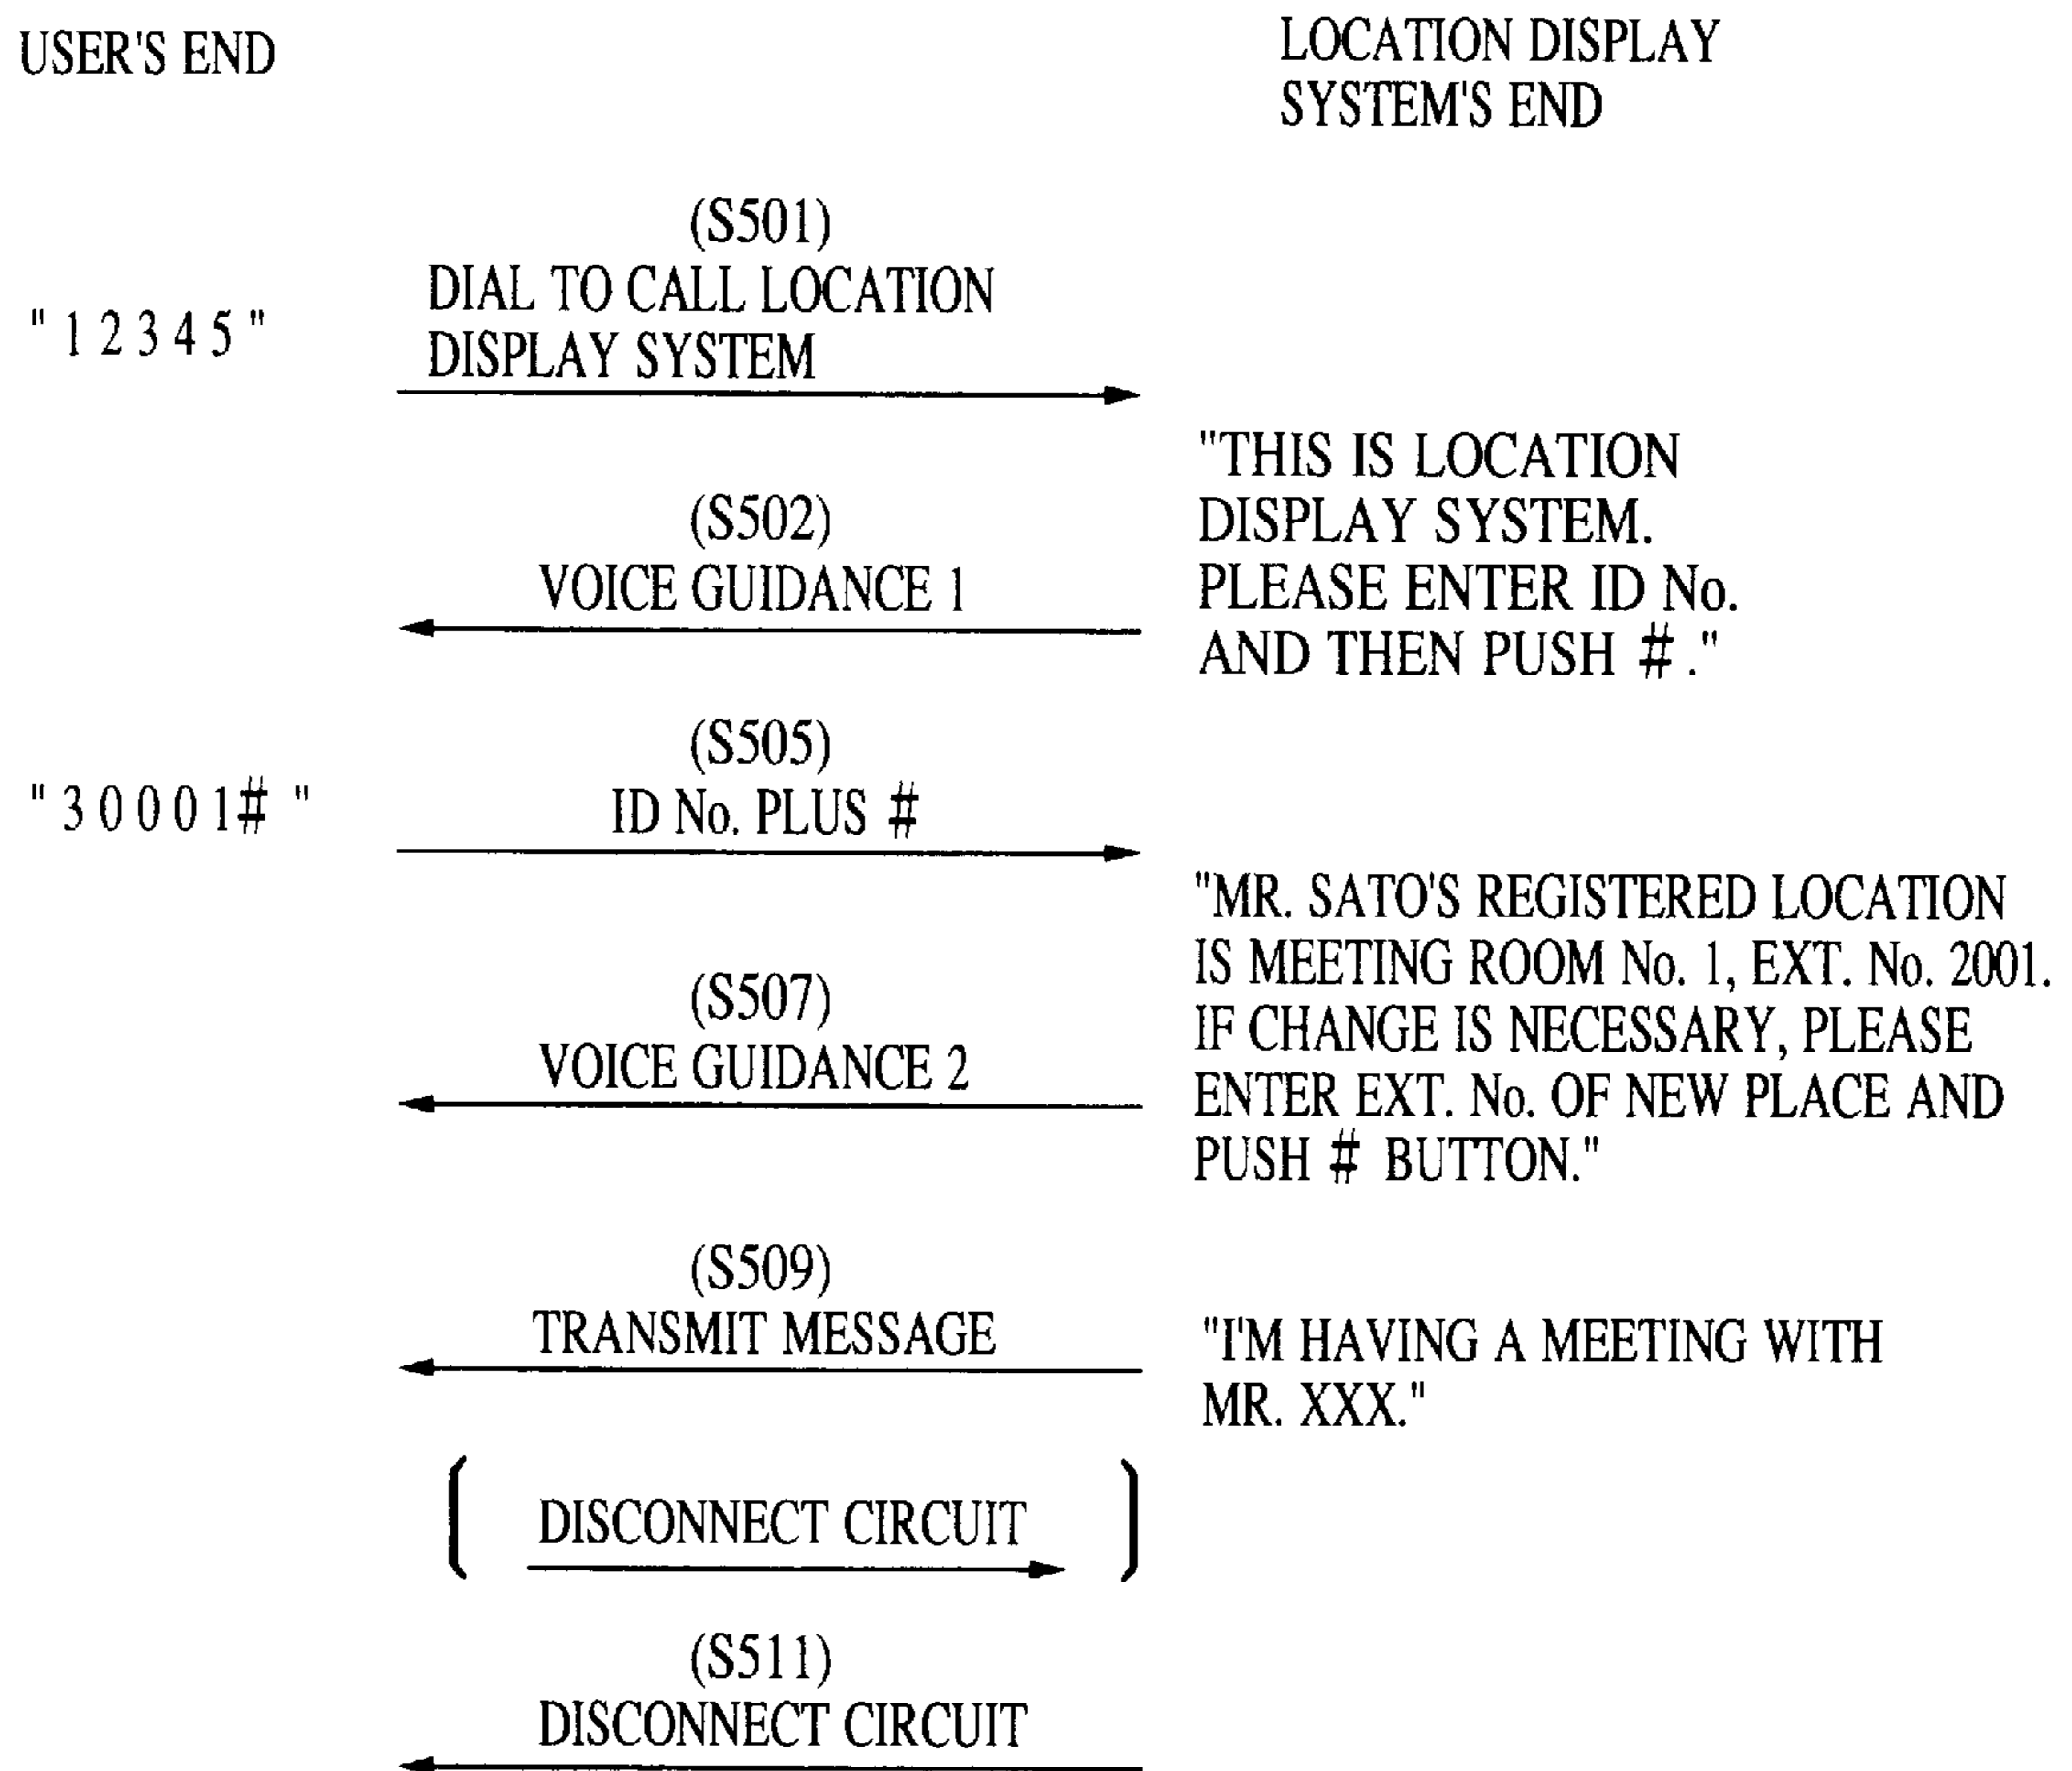 USER'S END
LOCATION DISPLAY
SYSTEM'S END
(S501)
"12345"
DIAL TO CALL LOCATION
DISPLAY SYSTEM
"THIS IS LOCATION
DISPLAY SYSTEM.
PLEASE ENTER ID No.
AND THEN PUSH # ."
(S502)
VOICE GUIDANCE 1
(S505)
"30001# "
ID No. PLUS #
"MR. SATO'S REGISTERED LOCATION
IS MEETING ROOM No. 1, EXT. No. 2001.
IF CHANGE IS NECESSARY, PLEASE
ENTER EXT. No. OF NEW PLACE AND
PUSH # BUTTON."
(S507)
VOICE GUIDANCE 2
(S509)
TRANSMIT MESSAGE
"I'M HAVING A MEETING WITH
MR. XXX."
( DISCONNECT CIRCUIT )
(S511)
DISCONNECT CIRCUIT